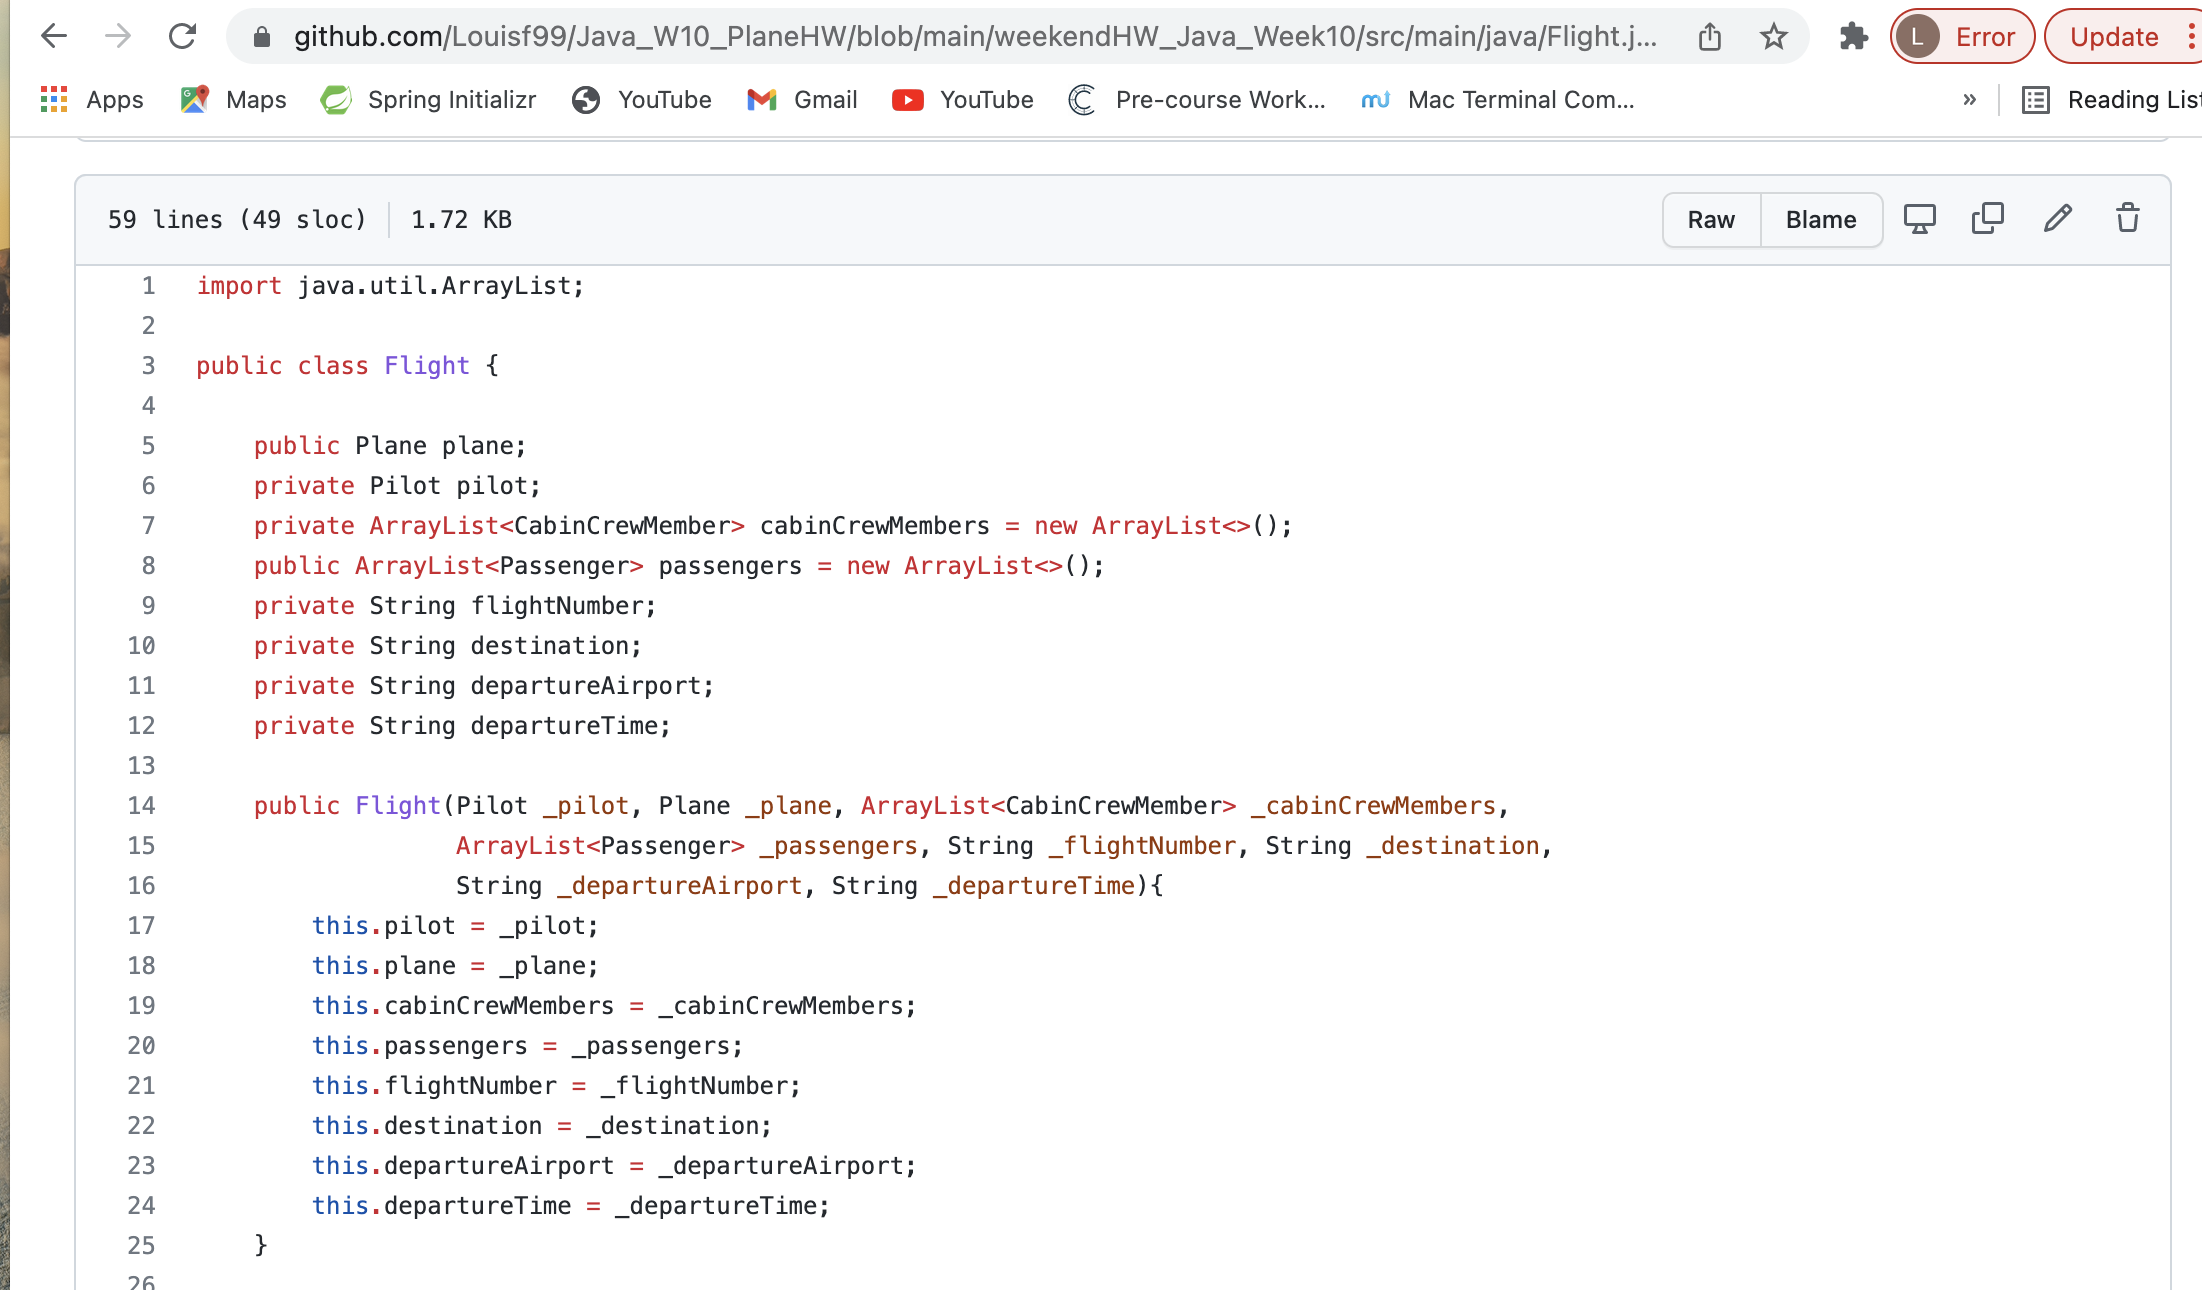 github.com/Louisf99/Java_W10_PlaneHW/blob/main/weekendHW_Java_Week10/src/main/java/Flight.j... L Error Update
Apps Maps Spring Initializr YouTube Gmail YouTube Pre-course Work... Mac Terminal Com... » Reading List
59 lines (49 sloc) 1.72 KB Raw Blame
1 import java.util.ArrayList;
2
3 public class Flight {
4
5 public Plane plane;
6 private Pilot pilot;
7 private ArrayList<CabinCrewMember> cabinCrewMembers = new ArrayList<>();
8 public ArrayList<Passenger> passengers = new ArrayList<>();
9 private String flightNumber;
10 private String destination;
11 private String departureAirport;
12 private String departureTime;
13
14 public Flight(Pilot _pilot, Plane _plane, ArrayList<CabinCrewMember> _cabinCrewMembers,
15 ArrayList<Passenger> _passengers, String _flightNumber, String _destination,
16 String _departureAirport, String _departureTime){
17 this.pilot = _pilot;
18 this.plane = _plane;
19 this.cabinCrewMembers = _cabinCrewMembers;
20 this.passengers = _passengers;
21 this.flightNumber = _flightNumber;
22 this.destination = _destination;
23 this.departureAirport = _departureAirport;
24 this.departureTime = _departureTime;
25 }
26